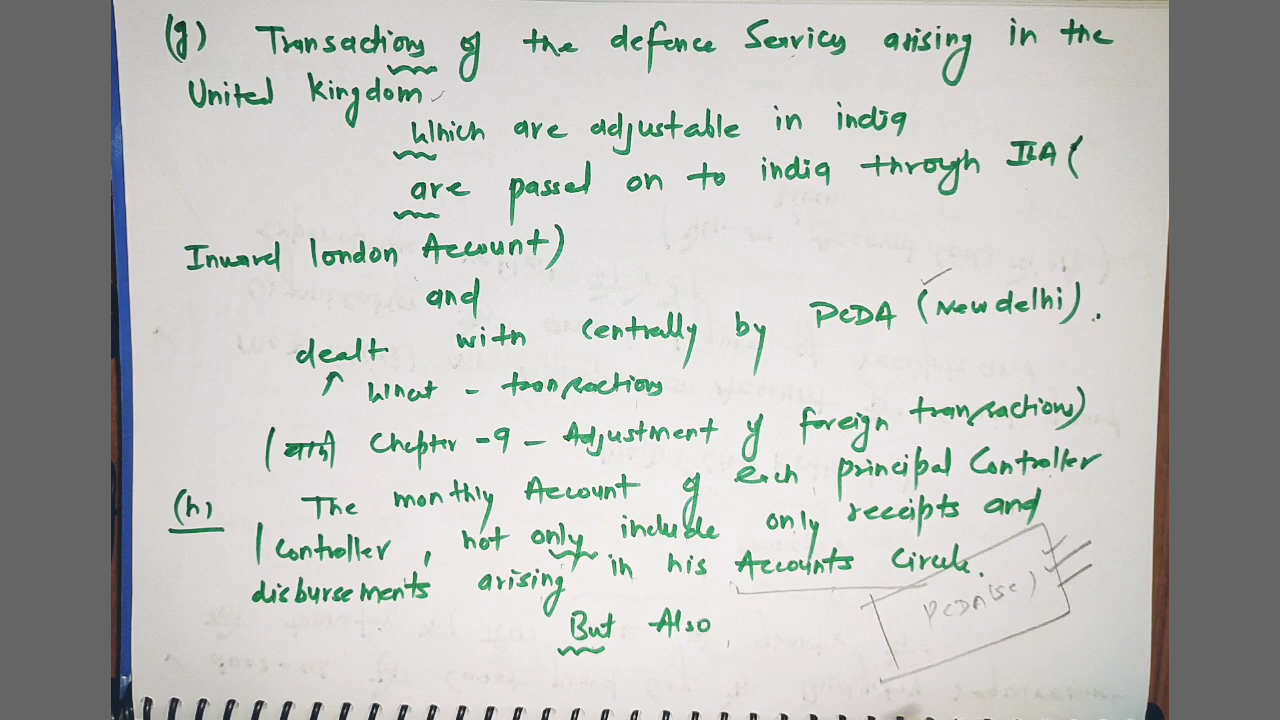 (g) Transactions of the defence Services arising in the
United kingdom
which are adjustable in india
are passed on to india through ILA (
Inward london Account)
and
dealt with centrally by PCDA (New delhi).
↑ what - transactions
( Chapter -9 - Adjustment of foreign transactions)
(h) The monthly Account of each principal Controller
/ Controller, not only include only receipts and
disbursements arising in his Accounts Circle.
But Also
PCDA (SC)